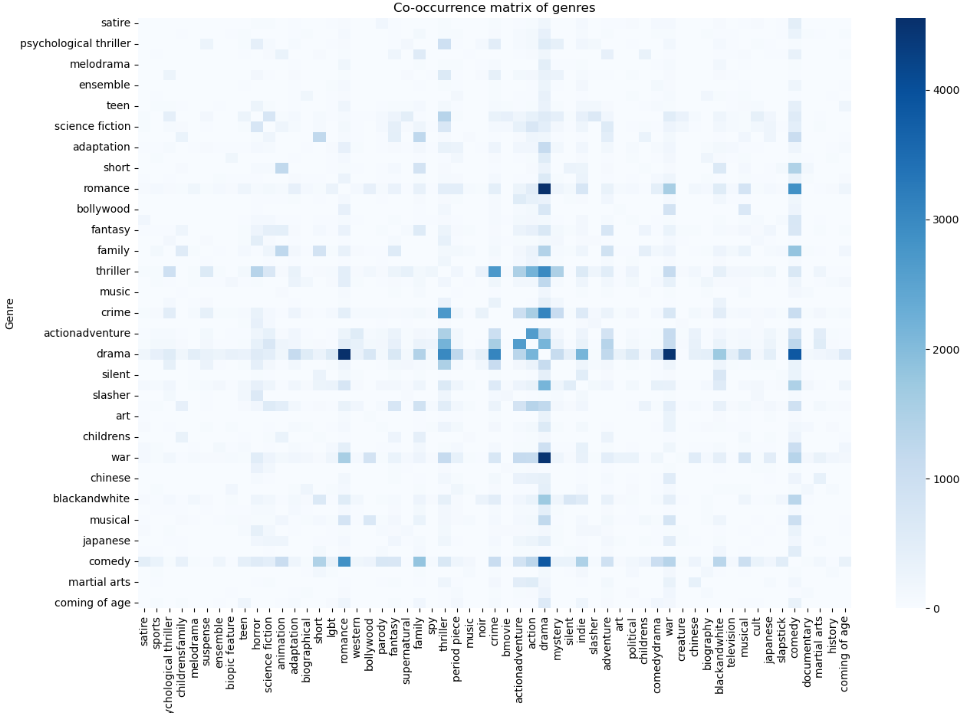 Co-occurrence matrix of genres
Genre
satire
psychological thriller
melodrama
ensemble
teen
science fiction
adaptation
short
romance
bollywood
fantasy
family
thriller
music
crime
actionadventure
drama
silent
slasher
art
childrens
war
chinese
blackandwhite
musical
japanese
comedy
martial arts
coming of age
satire
sports
ychological thriller
childrensfamily
melodrama
suspense
ensemble
biopic feature
teen
horror
science fiction
animation
adaptation
biographical
short
lgbt
romance
western
bollywood
parody
fantasy
supernatural
family
spy
thriller
period piece
music
noir
crime
bmovie
actionadventure
action
drama
mystery
silent
indie
slasher
adventure
art
political
childrens
comedydrama
war
creature
chinese
biography
blackandwhite
television
musical
cult
japanese
slapstick
comedy
documentary
martial arts
history
coming of age
4000
3000
2000
1000
0